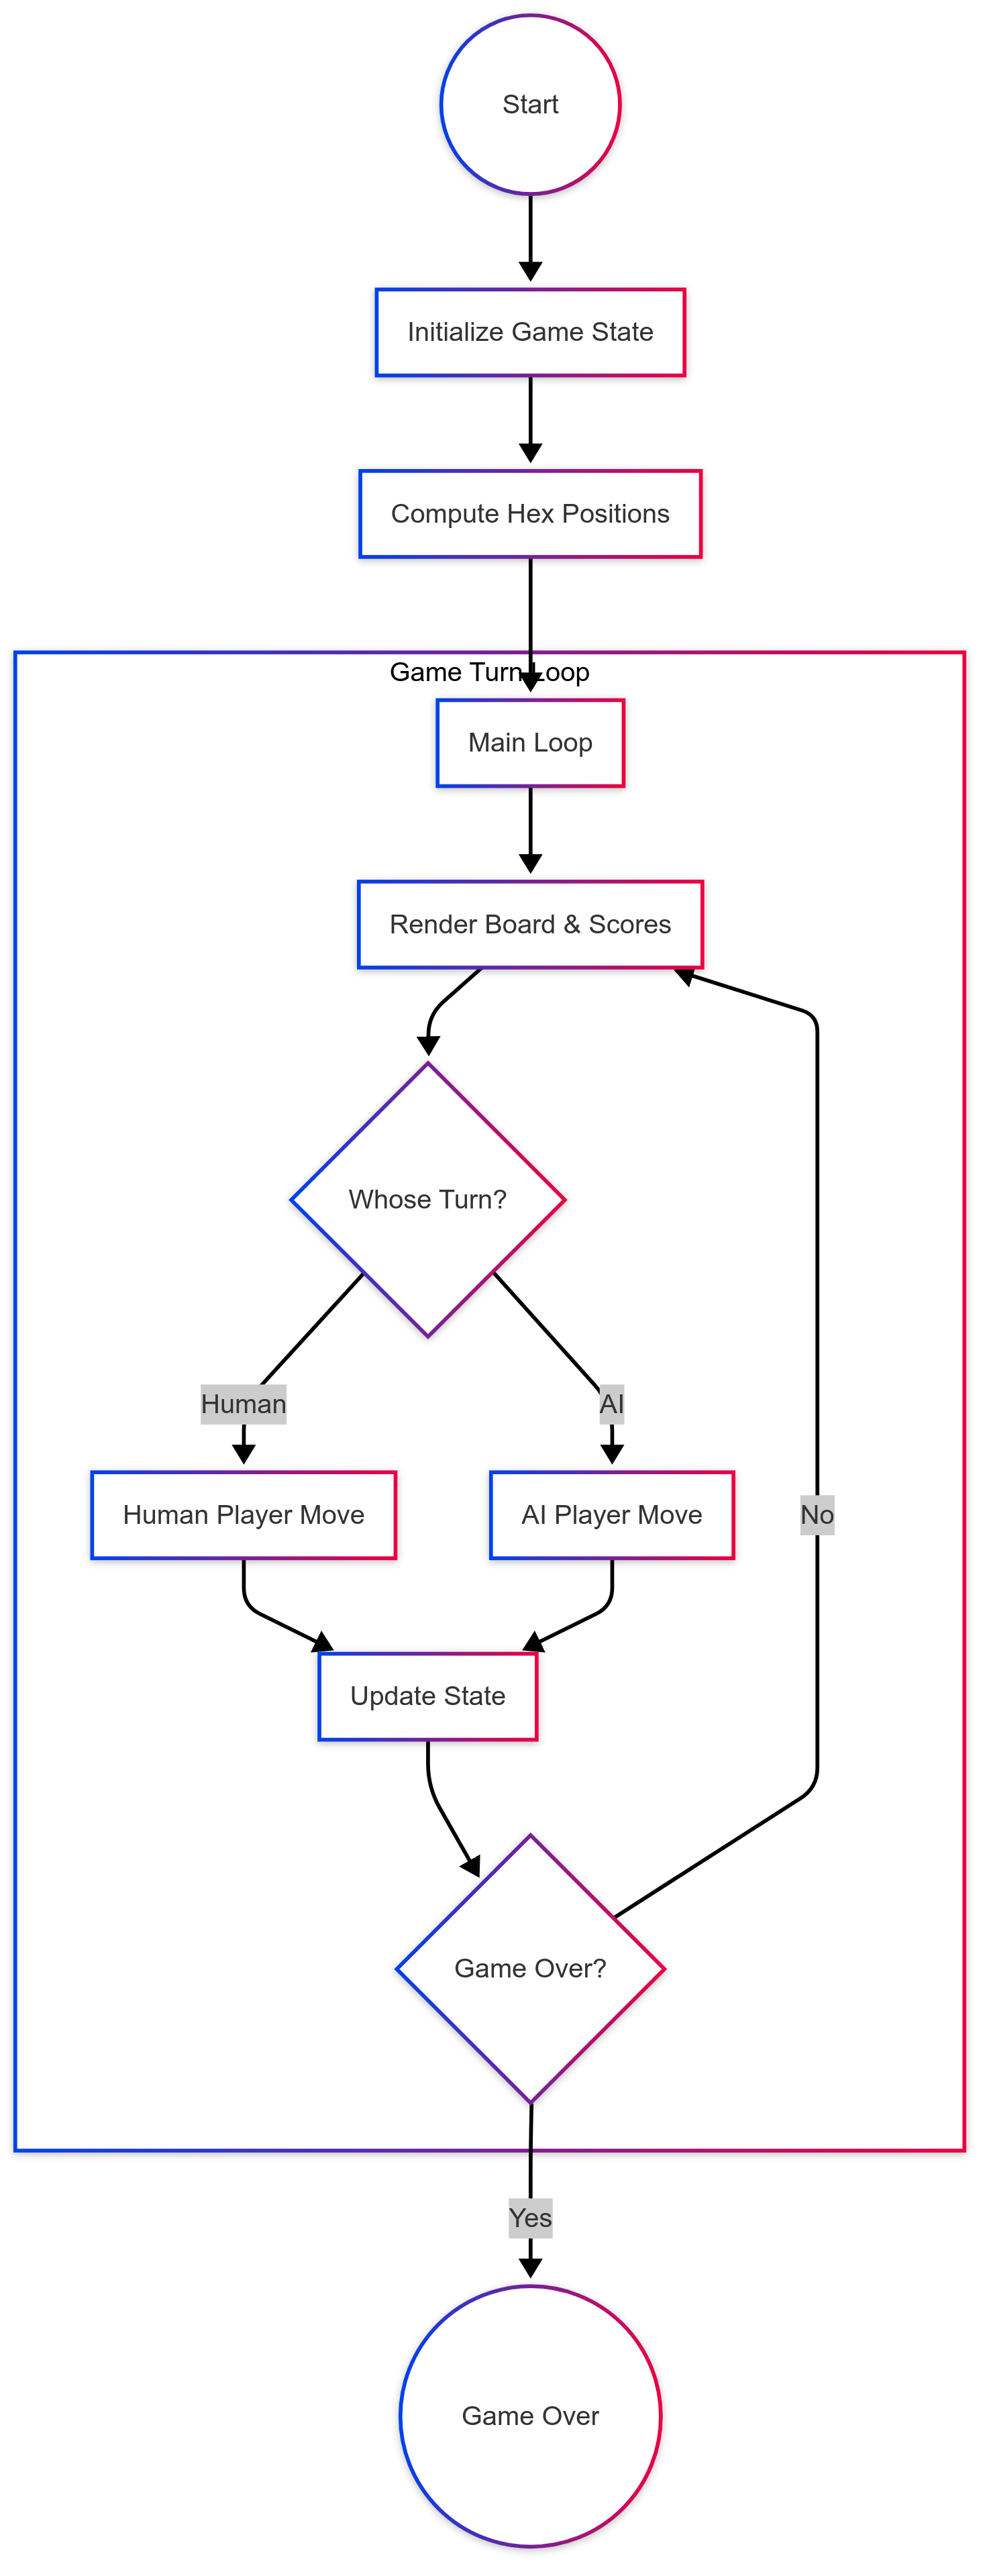 Start
Initialize Game State
Compute Hex Positions
Game Turn Loop
Main Loop
Render Board & Scores
Whose Turn?
Human
AI
Human Player Move
AI Player Move
No
Update State
Game Over?
Yes
Game Over